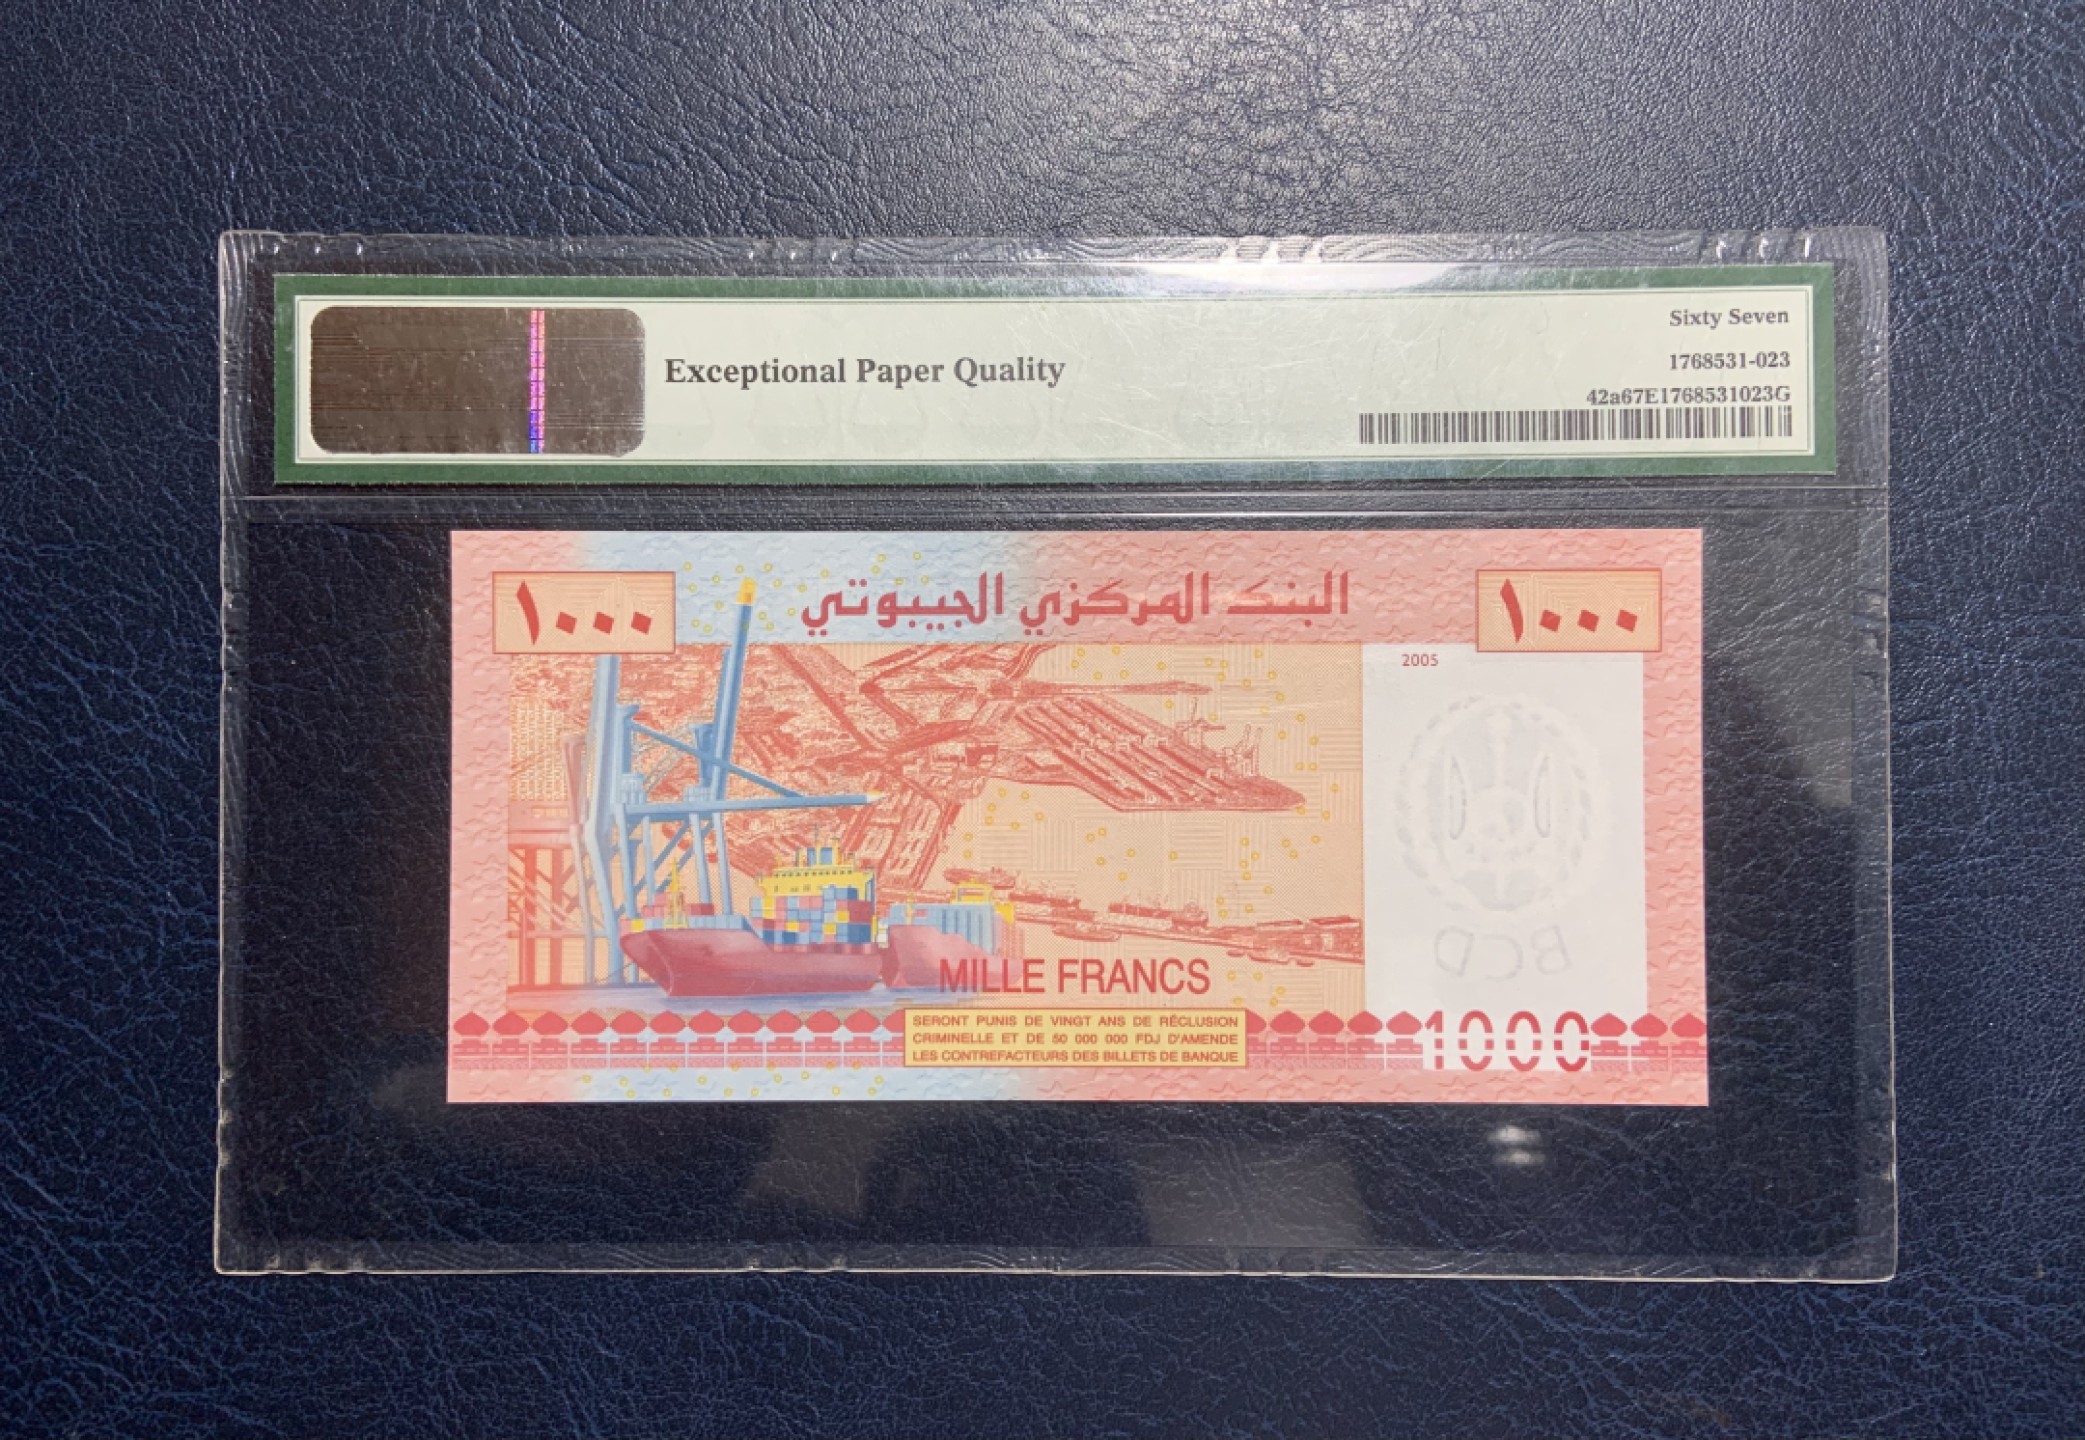 Sixty Seven
Exceptional Paper Quality
1768531-023
42a67E1768531023G
١٠٠٠
البنك المركزي الجيبوتي
١٠٠٠
2005
BCD
MILLE FRANCS
SERONT PUNIS DE VINGT ANS DE RÉCLUSION
CRIMINELLE ET DE 50 000 000 FDJ D'AMENDE
LES CONTREFACTEURS DES BILLETS DE BANQUE
1000